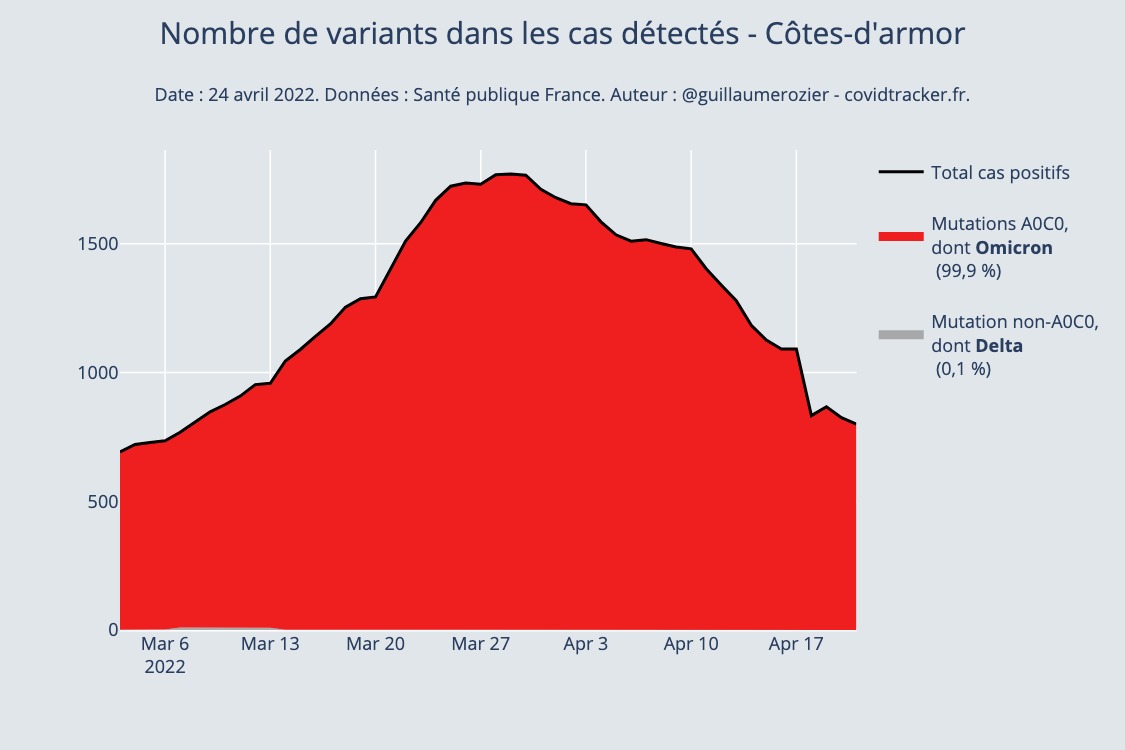 Nombre de variants dans les cas détectés - Côtes-d'armor
Date : 24 avril 2022. Données : Santé publique France. Auteur : @guillaumerozier - covidtracker.fr.
Total cas positifs
Mutations A0C0,
dont Omicron
(99,9 %)
Mutation non-A0C0,
dont Delta
(0,1 %)
1500
1000
500
0
Mar 6
2022
Mar 13
Mar 20
Mar 27
Apr 3
Apr 10
Apr 17